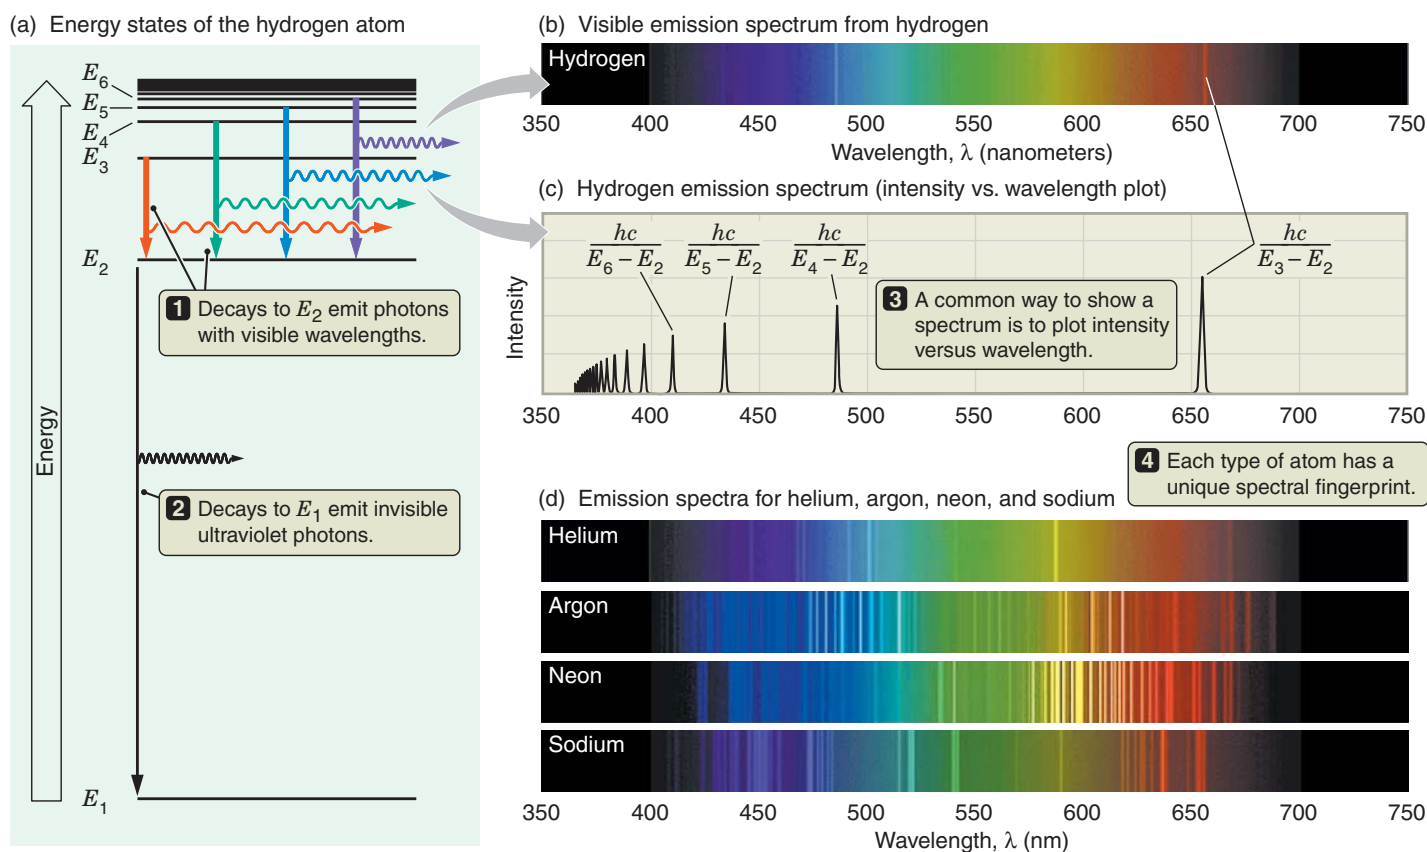 (a) Energy states of the hydrogen atom
E6
E5
E4
E3
E2
1 Decays to E2 emit photons
with visible wavelengths.
Energy
2 Decays to E1 emit invisible
ultraviolet photons.
E1
(b) Visible emission spectrum from hydrogen
Hydrogen
350 400 450 500 550 600 650 700 750
Wavelength, λ (nanometers)
(c) Hydrogen emission spectrum (intensity vs. wavelength plot)
hc
E6 – E2
hc
E5 – E2
hc
E4 – E2
hc
E3 – E2
3 A common way to show a
spectrum is to plot intensity
versus wavelength.
Intensity
350 400 450 500 550 600 650 700 750
4 Each type of atom has a
unique spectral fingerprint.
(d) Emission spectra for helium, argon, neon, and sodium
Helium
Argon
Neon
Sodium
350 400 450 500 550 600 650 700 750
Wavelength, λ (nm)